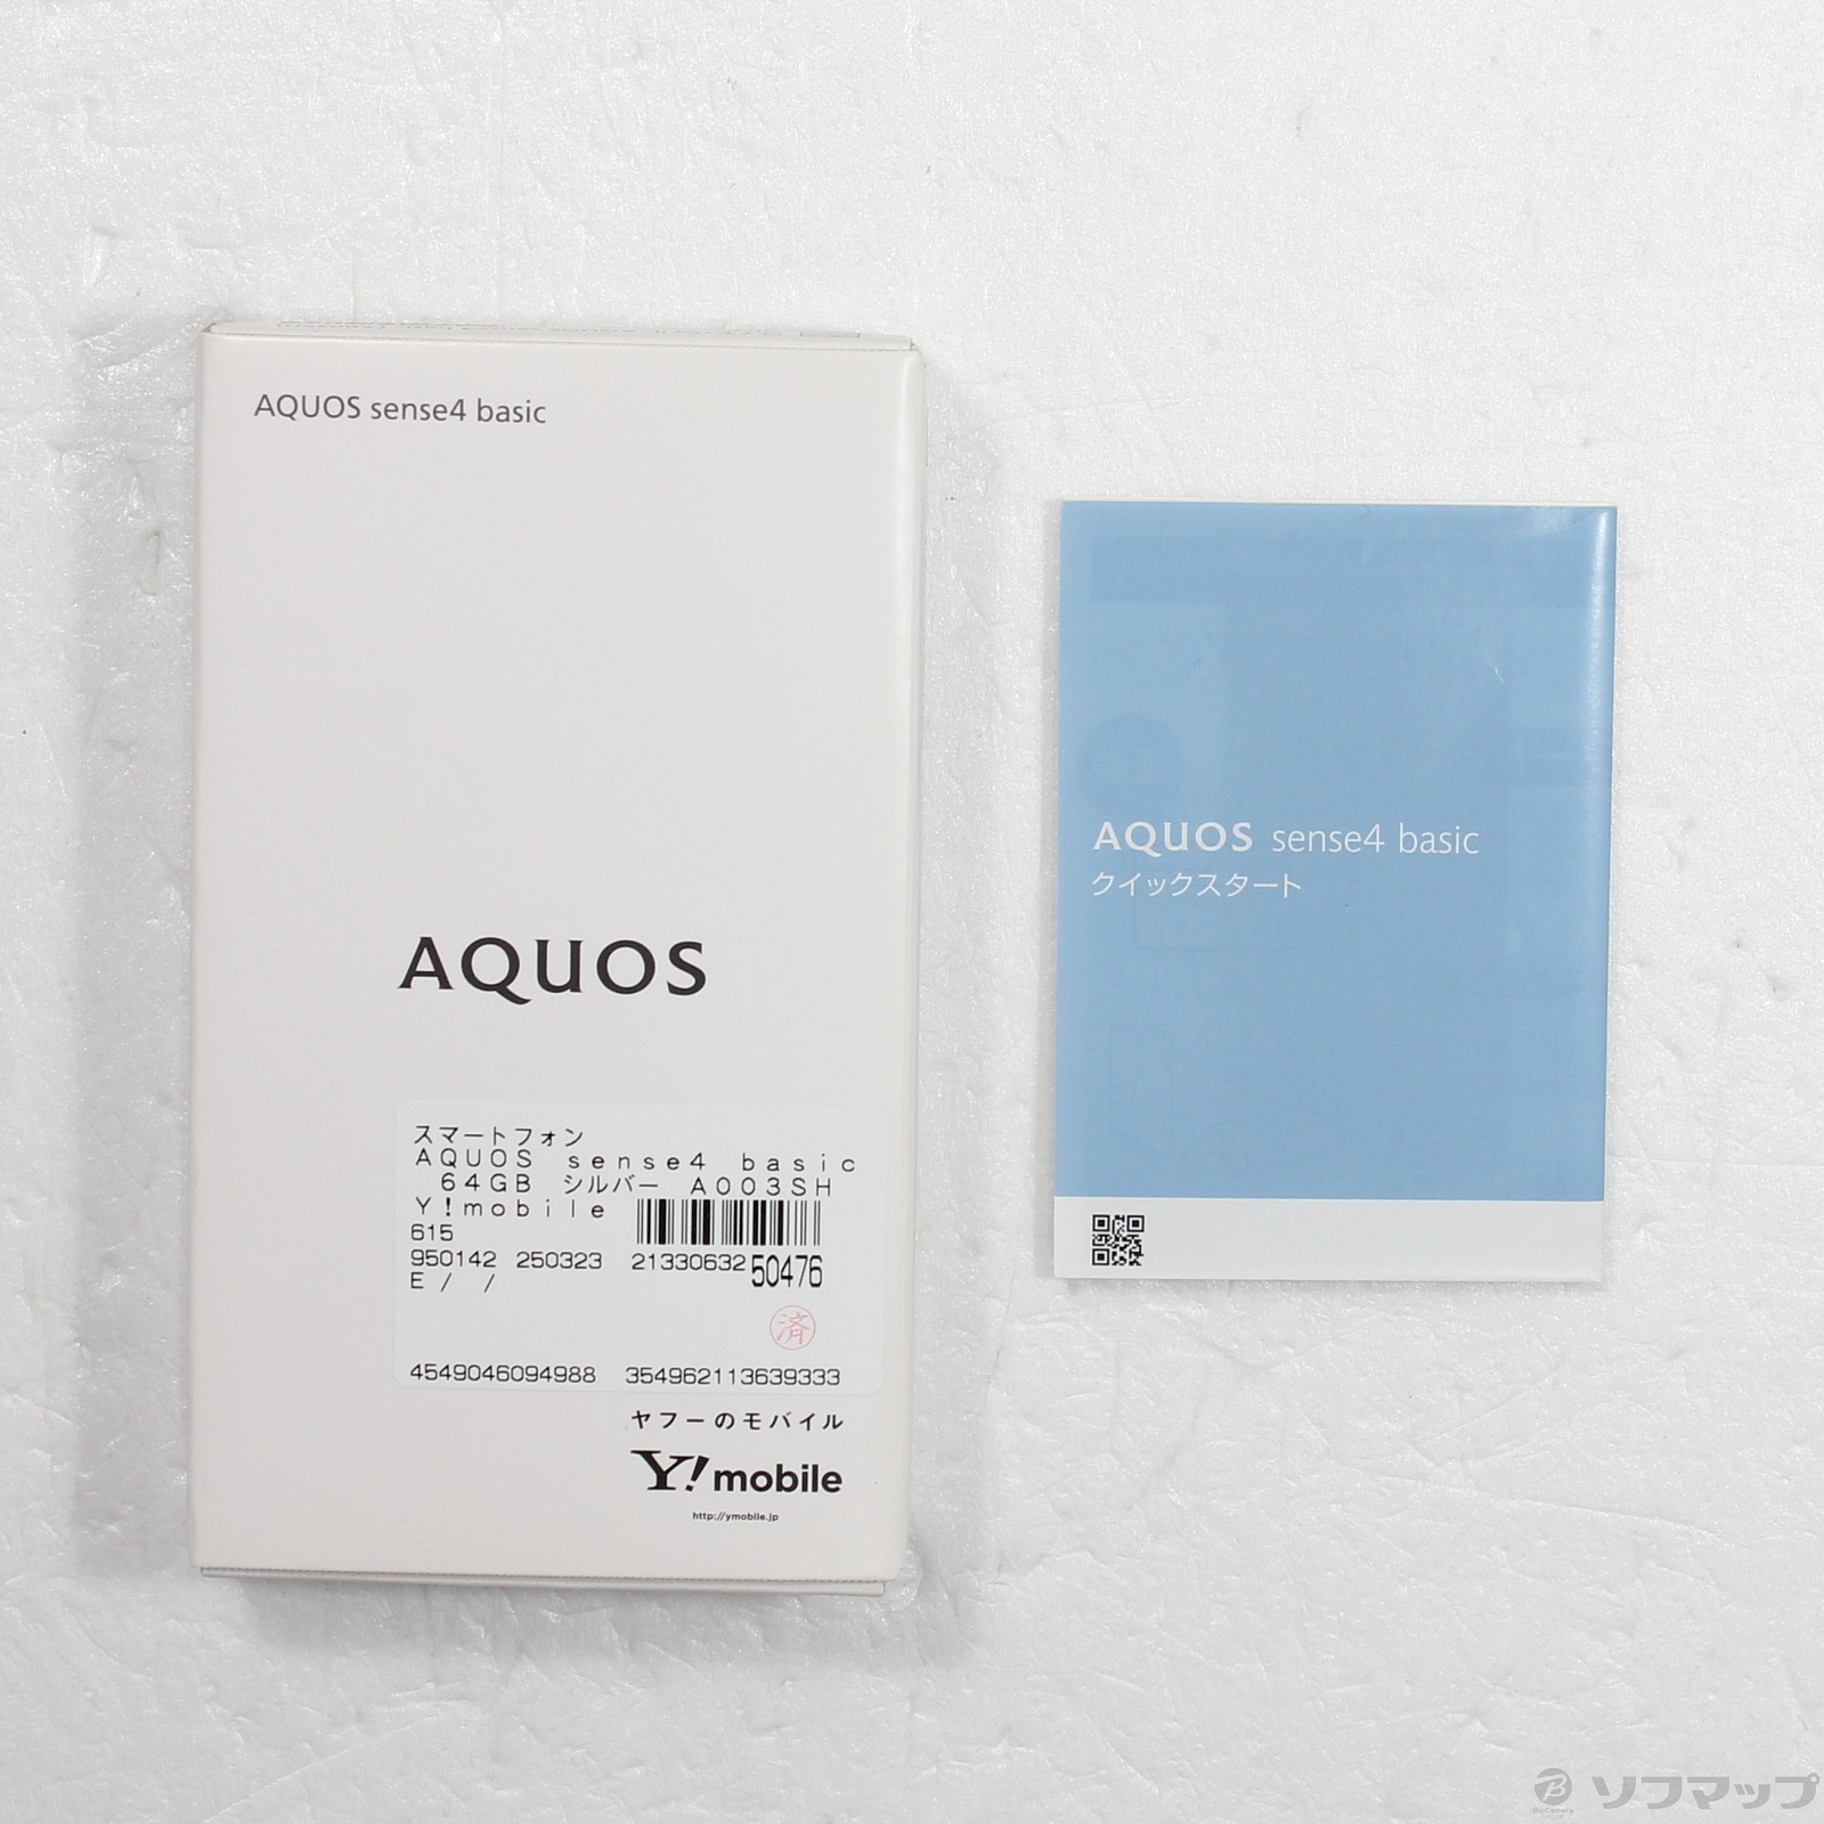 AQUOS sense4 basic
AQUOS
スマートフォン
AQUOS sense4 basic
64GB シルバー A003SH
Y!mobile
615
950142 250323 21330632 50476
E / /
済
4549046094988 354962113639333
ヤフーのモバイル
Y!mobile
http://ymobile.jp
AQUOS sense4 basic
クイックスタート
ソフマップ